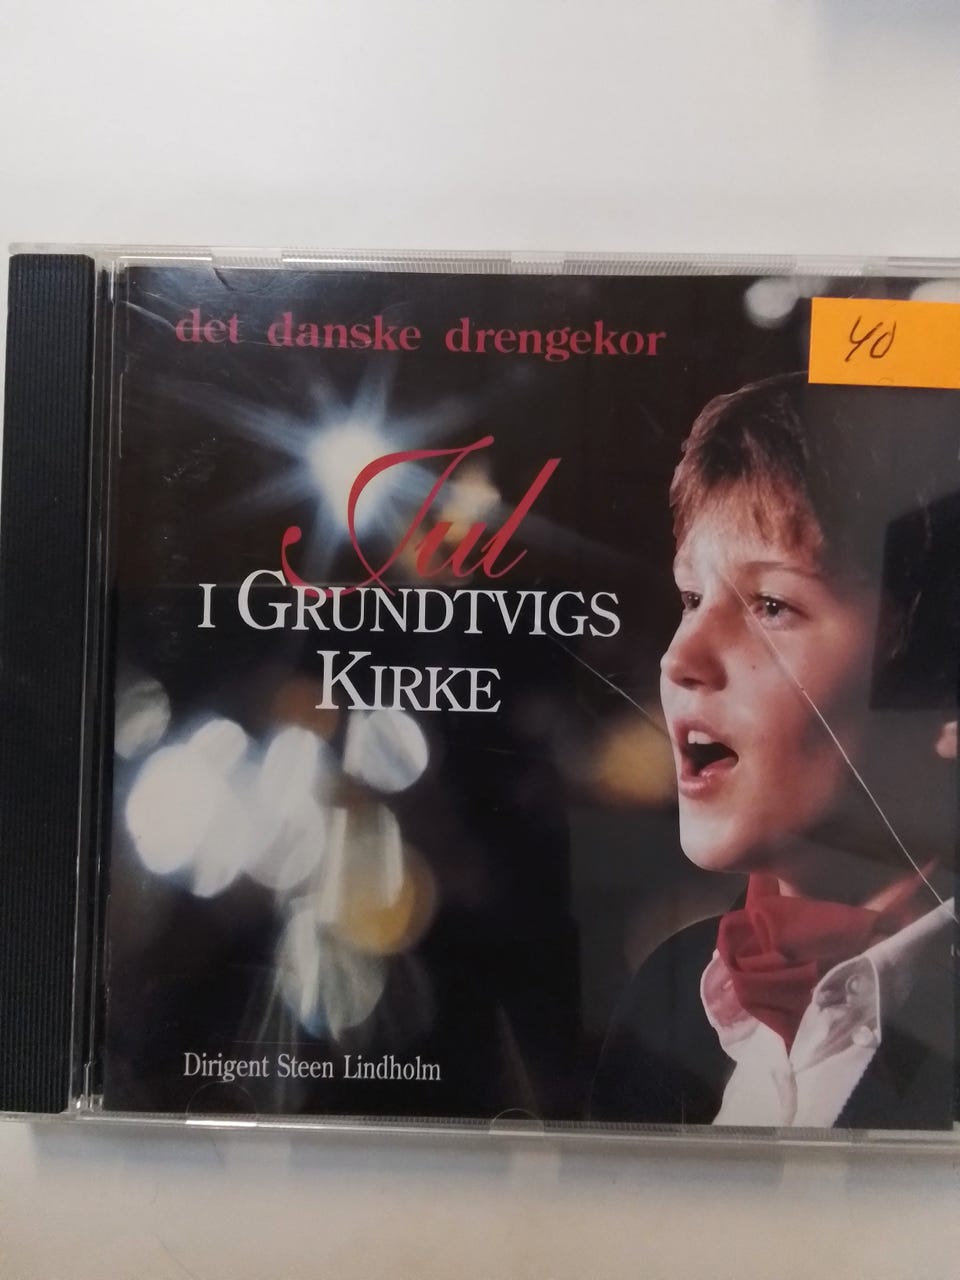 det danske drengekor
40
Jul
I GRUNDTVIGS
KIRKE
Dirigent Steen Lindholm